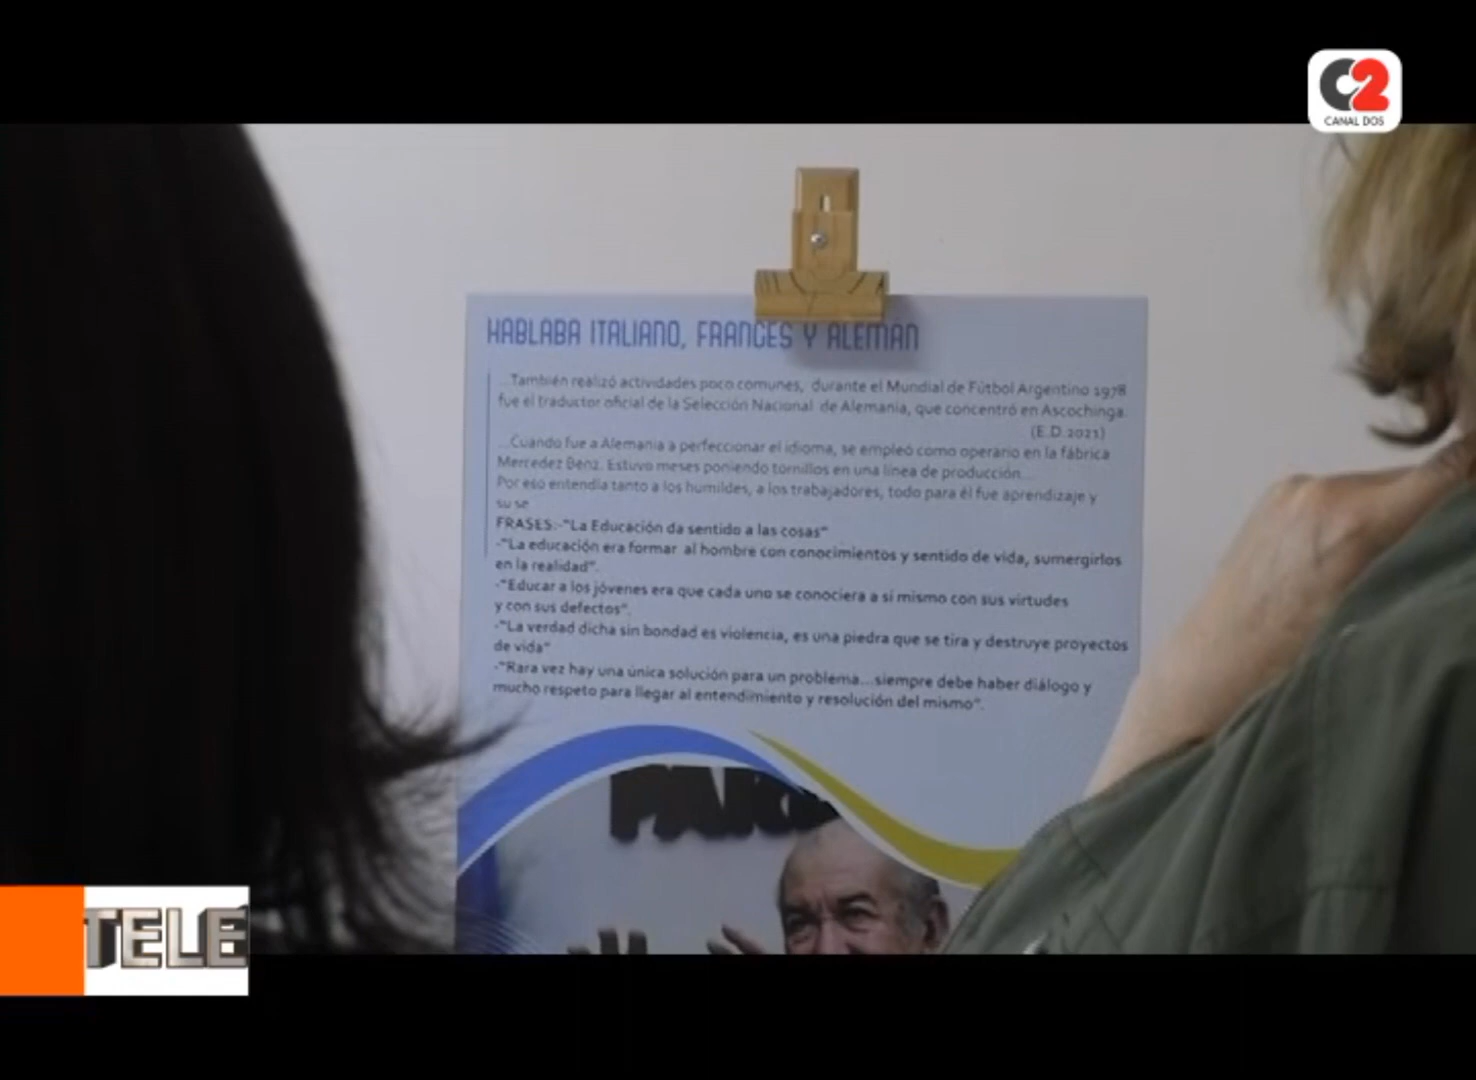 C2
CANAL DOS
HABLABA ITALIANO, FRANCES Y ALEMAN
...También realizó actividades poco comunes, durante el Mundial de Fútbol Argentino 1978
fue el traductor oficial de la Selección Nacional de Alemania, que concentró en Ascochinga.
(E.D.2021)
...Cuando fue a Alemania a perfeccionar el idioma, se empleó como operario en la fábrica
Mercedez Benz. Estuvo meses poniendo tornillos en una línea de producción...
Por eso entendía tanto a los humildes, a los trabajadores, todo para él fue aprendizaje y
su se
FRASES:-"La Educación da sentido a las cosas"
-"La educación era formar al hombre con conocimientos y sentido de vida, sumergirlos
en la realidad".
-"Educar a los jóvenes era que cada uno se conociera a sí mismo con sus virtudes
y con sus defectos".
-"La verdad dicha sin bondad es violencia, es una piedra que se tira y destruye proyectos
de vida"
-"Rara vez hay una única solución para un problema...siempre debe haber diálogo y
mucho respeto para llegar al entendimiento y resolución del mismo".
TELE